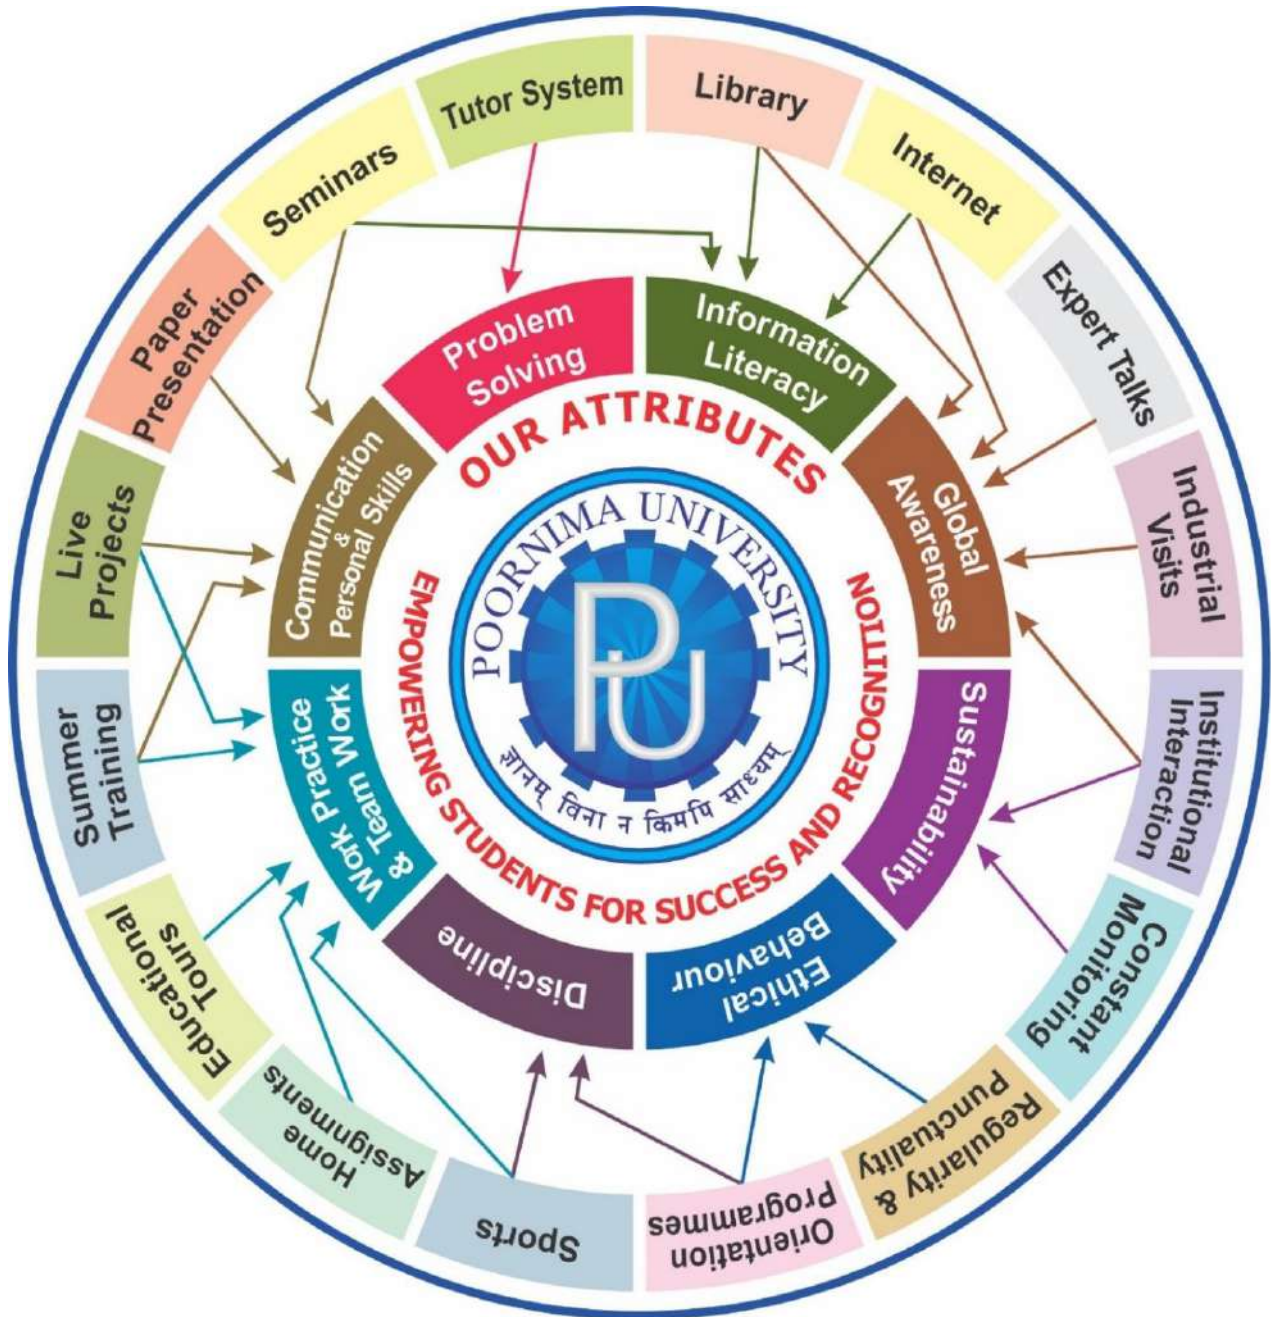 Tutor System
Library
Internet
Expert Talks
Industrial
Visits
Institutional
Interaction
Constant
Monitoring
Regularity &
Punctuality
Orientation
Programmes
Sports
Home
Assignments
Educational
Tours
Summer
Training
Live
Projects
Paper
Presentation
Seminars
Problem
Solving
Information
Literacy
Global
Awareness
Sustainability
Ethical
Behaviour
Discipline
Work Practice
& Team Work
Communication
&
Personal Skills
OUR ATTRIBUTES
EMPOWERING STUDENTS FOR SUCCESS AND RECOGNITION
POORNIMA UNIVERSITY
PU
ज्ञानम् विना न किमपि साध्यम्